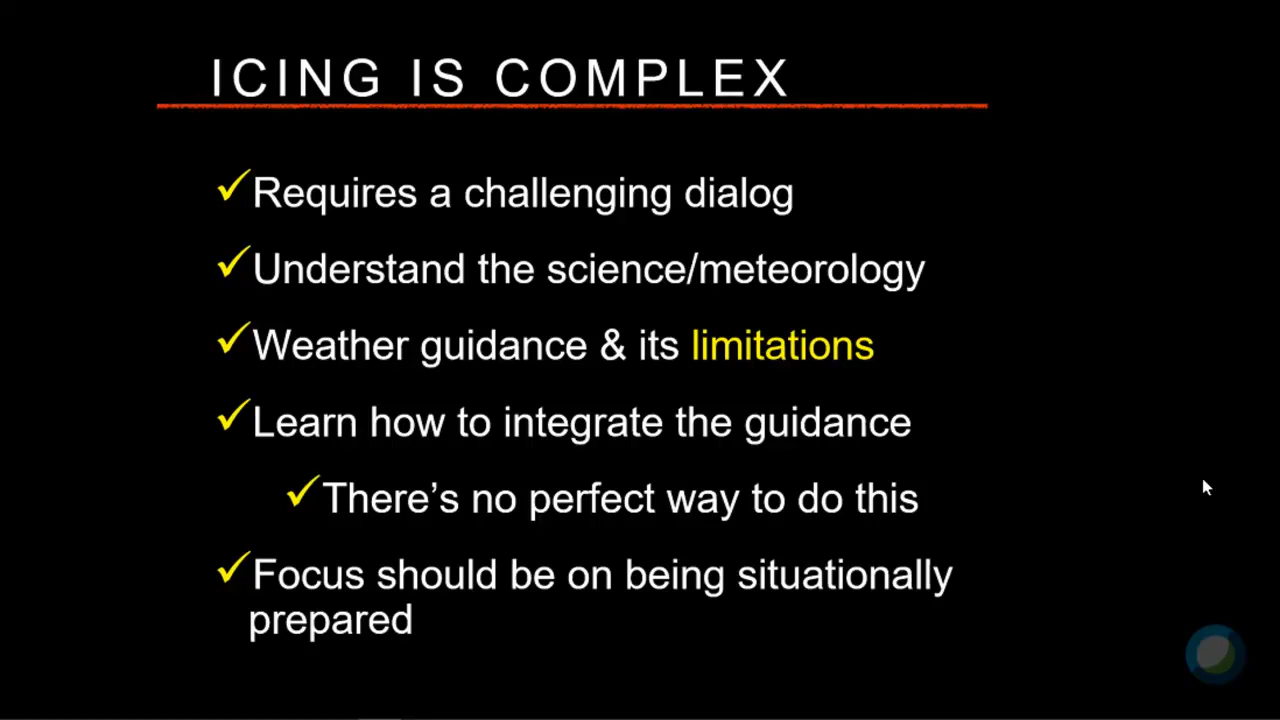 ICING IS COMPLEX
✓Requires a challenging dialog
✓Understand the science/meteorology
✓Weather guidance & its limitations
✓Learn how to integrate the guidance
✓There’s no perfect way to do this
✓Focus should be on being situationally
prepared